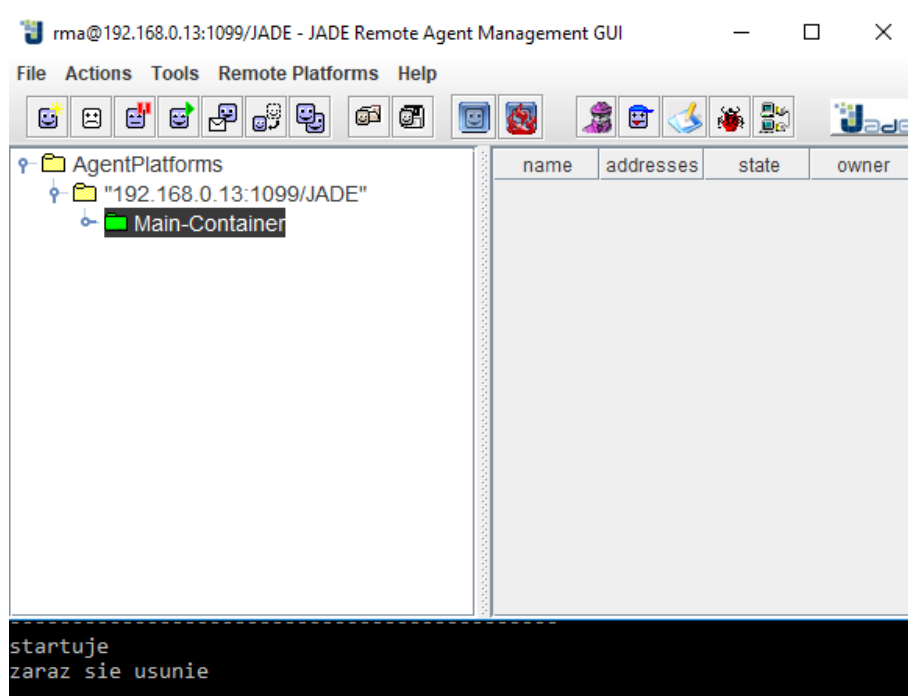 rma@192.168.0.13:1099/JADE - JADE Remote Agent Management GUI
File Actions Tools Remote Platforms Help
Jade
AgentPlatforms
"192.168.0.13:1099/JADE"
Main-Container
name addresses state owner
startuje
zaraz sie usunie